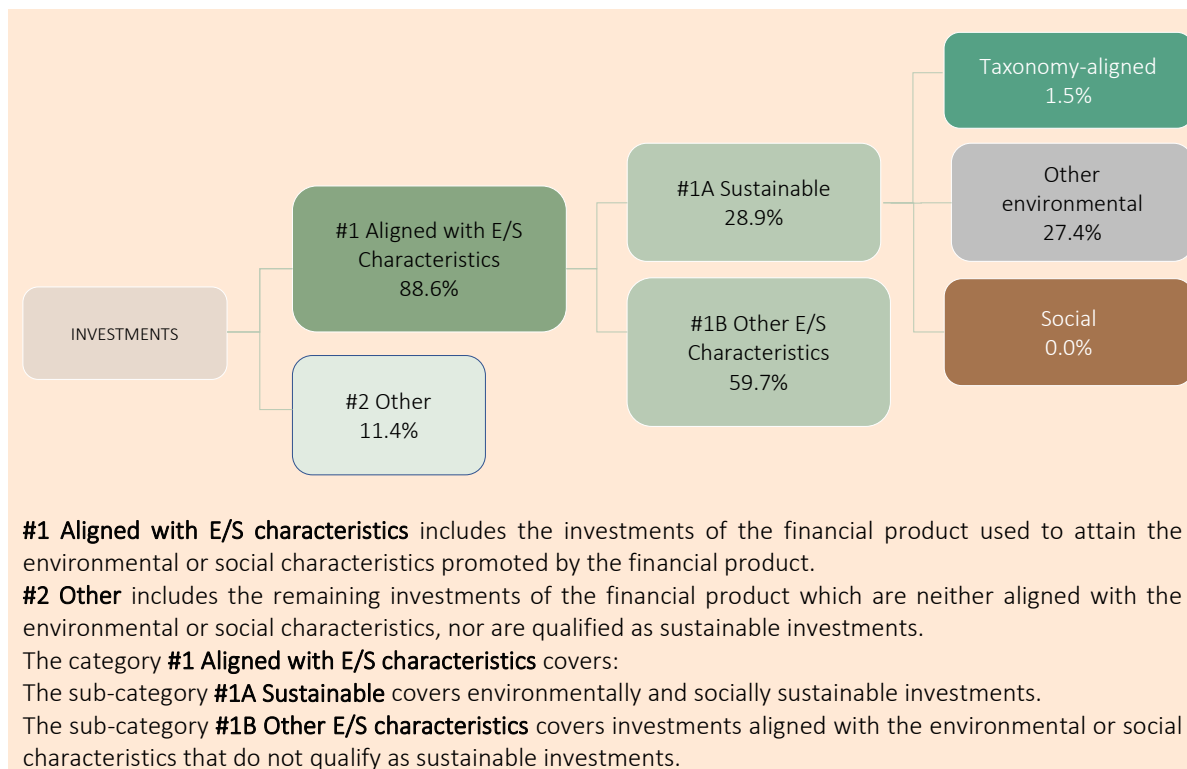 Taxonomy-aligned
1.5%
#1A Sustainable
28.9%
Other
environmental
27.4%
#1 Aligned with E/S
Characteristics
88.6%
INVESTMENTS
#1B Other E/S
Characteristics
59.7%
Social
0.0%
#2 Other
11.4%
#1 Aligned with E/S characteristics includes the investments of the financial product used to attain the
environmental or social characteristics promoted by the financial product.
#2 Other includes the remaining investments of the financial product which are neither aligned with the
environmental or social characteristics, nor are qualified as sustainable investments.
The category #1 Aligned with E/S characteristics covers:
The sub-category #1A Sustainable covers environmentally and socially sustainable investments.
The sub-category #1B Other E/S characteristics covers investments aligned with the environmental or social
characteristics that do not qualify as sustainable investments.